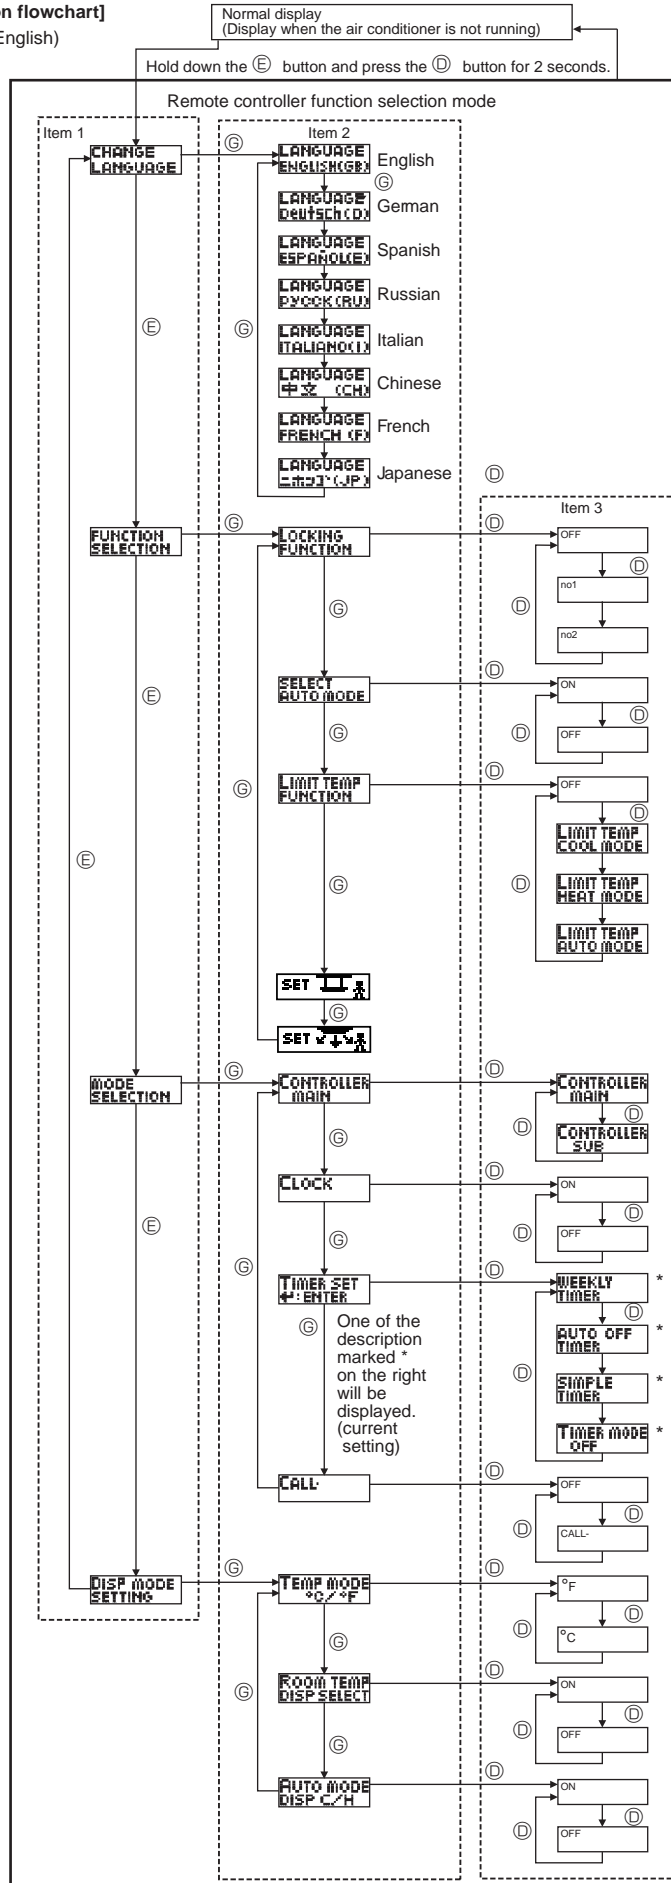 on flowchart]
English)
Normal display
(Display when the air conditioner is not running)
Hold down the Ⓔ button and press the Ⓓ button for 2 seconds.
Remote controller function selection mode
Item 1
Item 2
CHANGE
LANGUAGE
Ⓖ
LANGUAGE
ENGLISH(GB)
English
Ⓖ
LANGUAGE
Deutsch(D)
German
LANGUAGE
ESPAÑOL(E)
Spanish
LANGUAGE
РУССК(RU)
Russian
Ⓔ
Ⓖ
LANGUAGE
ITALIANO(I)
Italian
LANGUAGE
中文 (CH)
Chinese
LANGUAGE
FRENCH (F)
French
LANGUAGE
ニホンゴ(JP)
Japanese
Ⓓ
Item 3
FUNCTION
SELECTION
Ⓖ
LOCKING
FUNCTION
Ⓓ
OFF
Ⓓ
no1
Ⓖ
Ⓓ
no2
Ⓔ
SELECT
AUTO MODE
Ⓓ
ON
Ⓖ
Ⓓ
Ⓓ
OFF
Ⓖ
LIMIT TEMP
FUNCTION
Ⓓ
OFF
Ⓓ
LIMIT TEMP
COOL MODE
Ⓔ
Ⓖ
Ⓓ
LIMIT TEMP
HEAT MODE
LIMIT TEMP
AUTO MODE
SET
Ⓖ
SET
MODE
SELECTION
Ⓖ
CONTROLLER
MAIN
Ⓓ
CONTROLLER
MAIN
Ⓓ
Ⓖ
Ⓓ
CONTROLLER
SUB
CLOCK
Ⓓ
ON
Ⓔ
Ⓖ
Ⓓ
Ⓓ
OFF
Ⓖ
TIMER SET
↵:ENTER
Ⓓ
WEEKLY
TIMER
*
Ⓓ
Ⓖ
One of the
description
marked *
on the right
will be
displayed.
(current
setting)
AUTO OFF
TIMER
*
Ⓓ
SIMPLE
TIMER
*
TIMER MODE
OFF
*
CALL-
Ⓓ
OFF
Ⓓ
Ⓓ
CALL-
DISP MODE
SETTING
Ⓖ
TEMP MODE
°C/°F
Ⓓ
°F
Ⓖ
Ⓓ
Ⓓ
°C
Ⓖ
ROOM TEMP
DISP SELECT
Ⓓ
ON
Ⓖ
Ⓓ
Ⓓ
OFF
AUTO MODE
DISP C/H
Ⓓ
ON
Ⓓ
Ⓓ
OFF